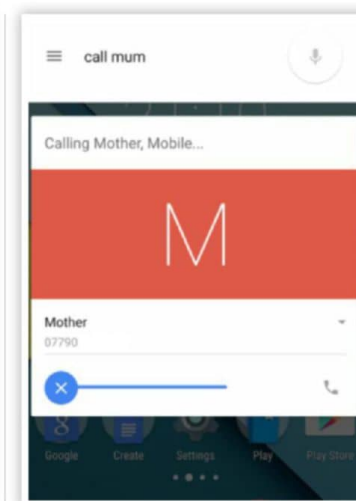 call mum
Calling Mother, Mobile...
M
Mother
07790
Google Create Settings Play Play Store